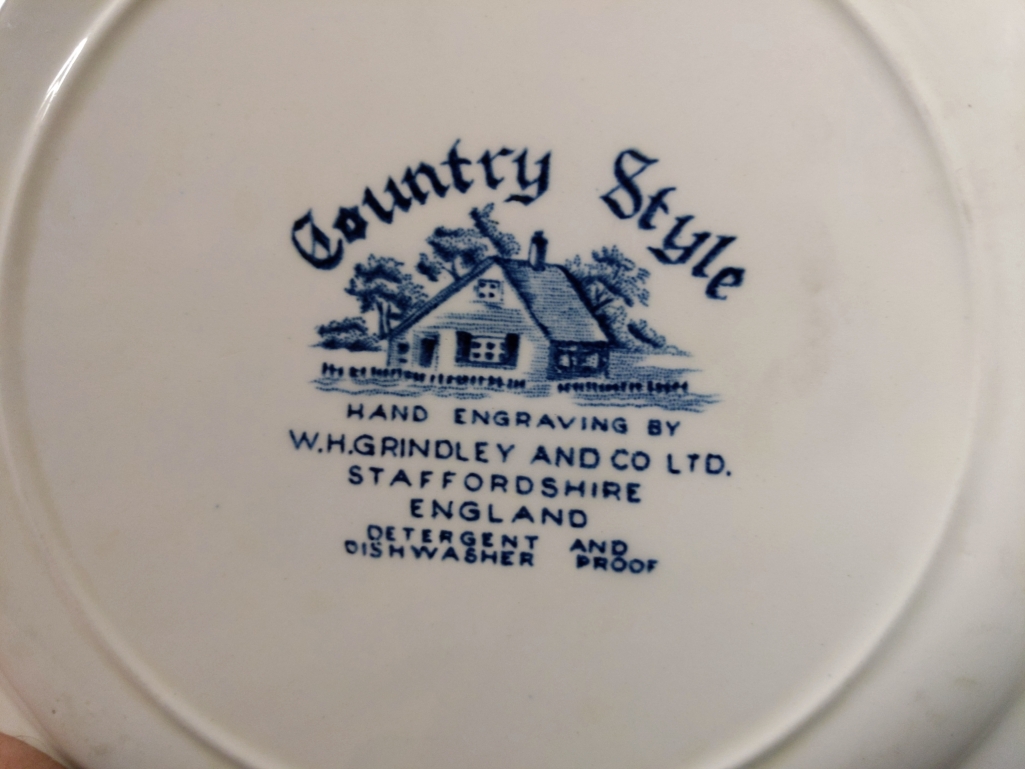 Country Style
HAND ENGRAVING BY
W.H.GRINDLEY AND CO LTD.
STAFFORDSHIRE
ENGLAND
DETERGENT AND
DISHWASHER PROOF